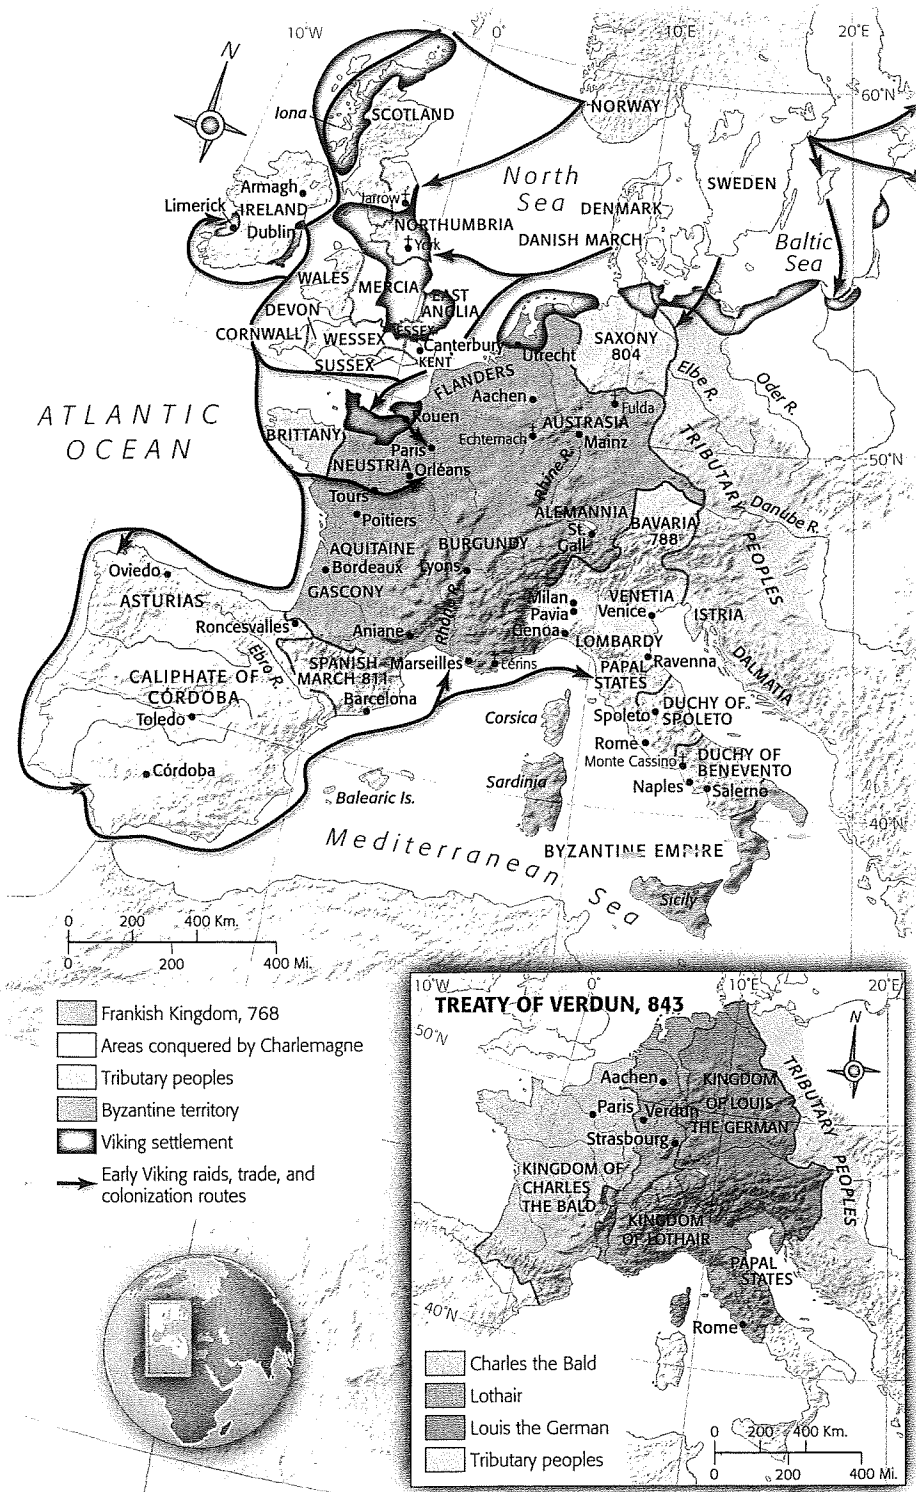 10°W
0°
10°E
20°E
N
60°N
NORWAY
Iona
SCOTLAND
North
Sea
SWEDEN
Armagh
Limerick
IRELAND
Dublin
Jarrow
NORTHUMBRIA
York
DENMARK
DANISH MARCH
Baltic
Sea
WALES
MERCIA
EAST
ANGLIA
DEVON
CORNWALL
WESSEX
ESSEX
Canterbury
KENT
SUSSEX
Utrecht
SAXONY
804
FLANDERS
Aachen
Elbe R.
Oder R.
ATLANTIC
OCEAN
Rouen
AUSTRASIA
Fulda
BRITTANY
Echternach
Mainz
Paris
NEUSTRIA
Orléans
Rhine R.
TRIBUTARY
PEOPLES
50°N
Tours
Poitiers
ALEMANNIA
St.
Gall
BAVARIA
788
Danube R.
Oviedo
AQUITAINE
Bordeaux
BURGUNDY
Lyons
ASTURIAS
GASCONY
Rhône R.
Milan
Pavia
VENETIA
Venice
ISTRIA
Roncesvalles
Aniane
Genoa
LOMBARDY
Ebro R.
SPANISH
MARCH 811
Marseilles
Lérins
PAPAL
STATES
Ravenna
DALMATIA
CALIPHATE OF
CÓRDOBA
Barcelona
Toledo
Corsica
Spoleto
DUCHY OF
SPOLETO
Rome
Monte Cassino
DUCHY OF
BENEVENTO
Córdoba
Balearic Is.
Sardinia
Naples
Salerno
40°N
Mediterranean Sea
BYZANTINE EMPIRE
Sicily
0 200 400 Km.
0 200 400 Mi.
Frankish Kingdom, 768
Areas conquered by Charlemagne
Tributary peoples
Byzantine territory
Viking settlement
Early Viking raids, trade, and
colonization routes
10°W
0°
10°E
20°E
TREATY OF VERDUN, 843
50°N
N
Aachen
KINGDOM
OF LOUIS
THE GERMAN
TRIBUTARY
PEOPLES
Paris
Verdun
Strasbourg
KINGDOM OF
CHARLES
THE BALD
KINGDOM
OF LOTHAIR
PAPAL
STATES
40°N
Rome
Charles the Bald
Lothair
Louis the German
Tributary peoples
0 200 400 Km.
0 200 400 Mi.